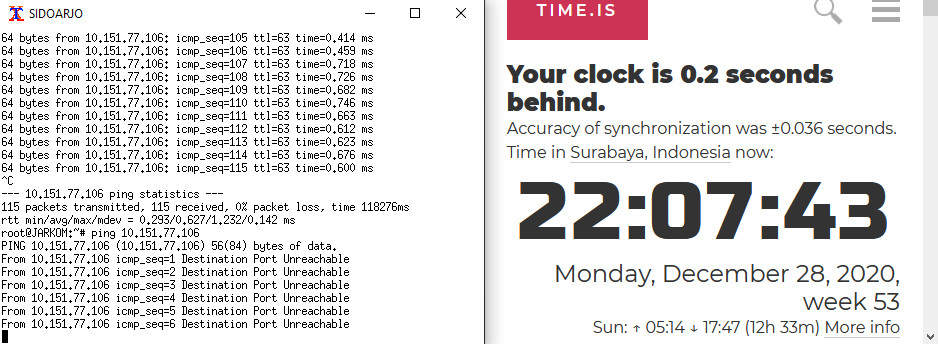 SIDOARJO
64 bytes from 10.151.77.106: icmp_seq=105 ttl=63 time=0.414 ms
64 bytes from 10.151.77.106: icmp_seq=106 ttl=63 time=0.459 ms
64 bytes from 10.151.77.106: icmp_seq=107 ttl=63 time=0.718 ms
64 bytes from 10.151.77.106: icmp_seq=108 ttl=63 time=0.726 ms
64 bytes from 10.151.77.106: icmp_seq=109 ttl=63 time=0.682 ms
64 bytes from 10.151.77.106: icmp_seq=110 ttl=63 time=0.746 ms
64 bytes from 10.151.77.106: icmp_seq=111 ttl=63 time=0.663 ms
64 bytes from 10.151.77.106: icmp_seq=112 ttl=63 time=0.612 ms
64 bytes from 10.151.77.106: icmp_seq=113 ttl=63 time=0.623 ms
64 bytes from 10.151.77.106: icmp_seq=114 ttl=63 time=0.676 ms
64 bytes from 10.151.77.106: icmp_seq=115 ttl=63 time=0.600 ms
^C
--- 10.151.77.106 ping statistics ---
115 packets transmitted, 115 received, 0% packet loss, time 118276ms
rtt min/avg/max/mdev = 0.293/0.627/1.232/0.142 ms
root@JARKOM:~# ping 10.151.77.106
PING 10.151.77.106 (10.151.77.106) 56(84) bytes of data.
From 10.151.77.106 icmp_seq=1 Destination Port Unreachable
From 10.151.77.106 icmp_seq=2 Destination Port Unreachable
From 10.151.77.106 icmp_seq=3 Destination Port Unreachable
From 10.151.77.106 icmp_seq=4 Destination Port Unreachable
From 10.151.77.106 icmp_seq=5 Destination Port Unreachable
From 10.151.77.106 icmp_seq=6 Destination Port Unreachable
TIME.IS
Your clock is 0.2 seconds
behind.
Accuracy of synchronization was ±0.036 seconds.
Time in Surabaya, Indonesia now:
22:07:43
Monday, December 28, 2020,
week 53
Sun: ↑ 05:14 ↓ 17:47 (12h 33m) More info